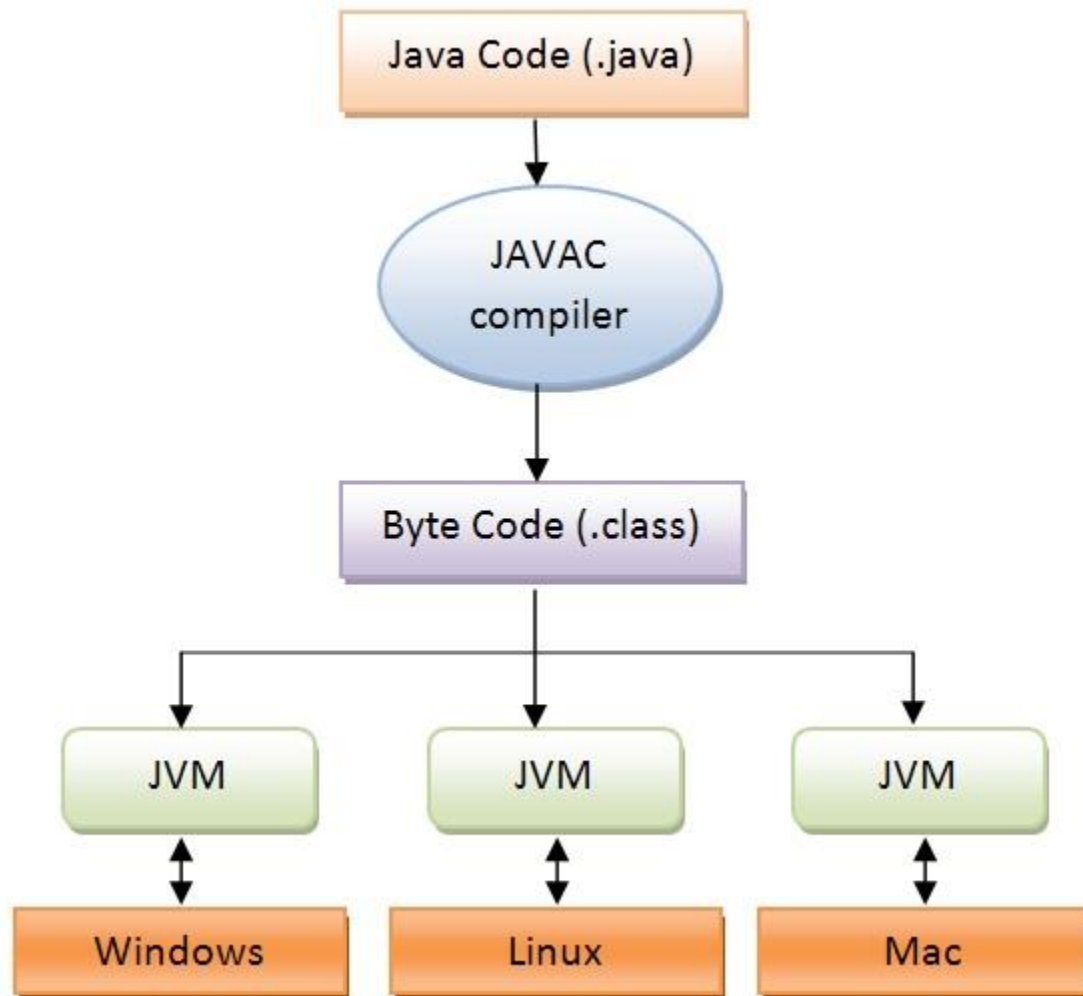 Java Code (.java)
JAVAC
compiler
Byte Code (.class)
JVM
JVM
JVM
Windows
Linux
Mac